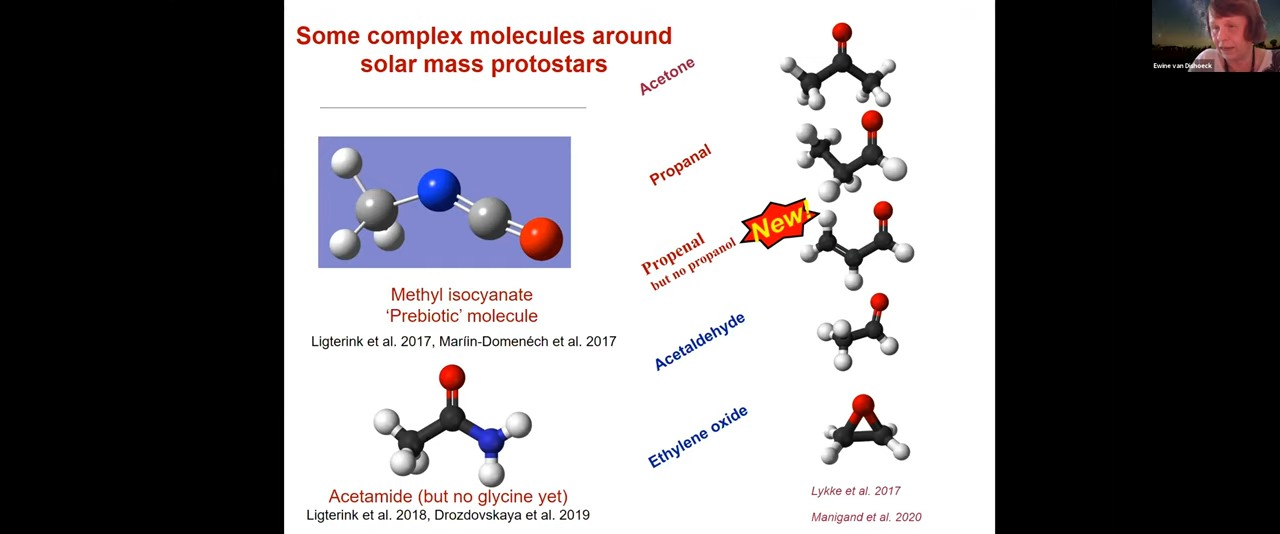 Some complex molecules around
solar mass protostars
Methyl isocyanate
‘Prebiotic’ molecule
Ligterink et al. 2017, Maríin-Domenéch et al. 2017
Acetamide (but no glycine yet)
Ligterink et al. 2018, Drozdovskaya et al. 2019
Acetone
Propanal
New!
Propenal
but no propanol
Acetaldehyde
Ethylene oxide
Lykke et al. 2017
Manigand et al. 2020
Ewine van Dishoeck